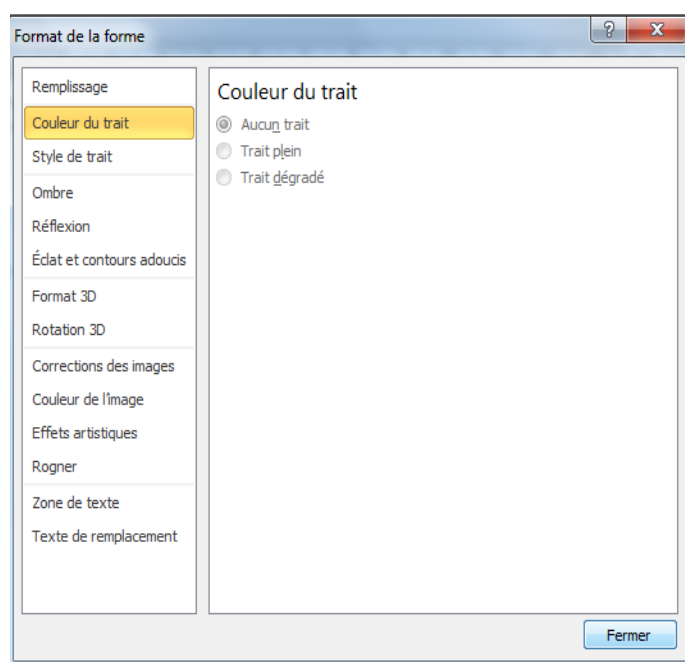 Format de la forme
?
X
Remplissage
Couleur du trait
Style de trait
Ombre
Réflexion
Éclat et contours adoucis
Format 3D
Rotation 3D
Corrections des images
Couleur de l'image
Effets artistiques
Rogner
Zone de texte
Texte de remplacement
Couleur du trait
Aucun trait
Trait plein
Trait dégradé
Fermer